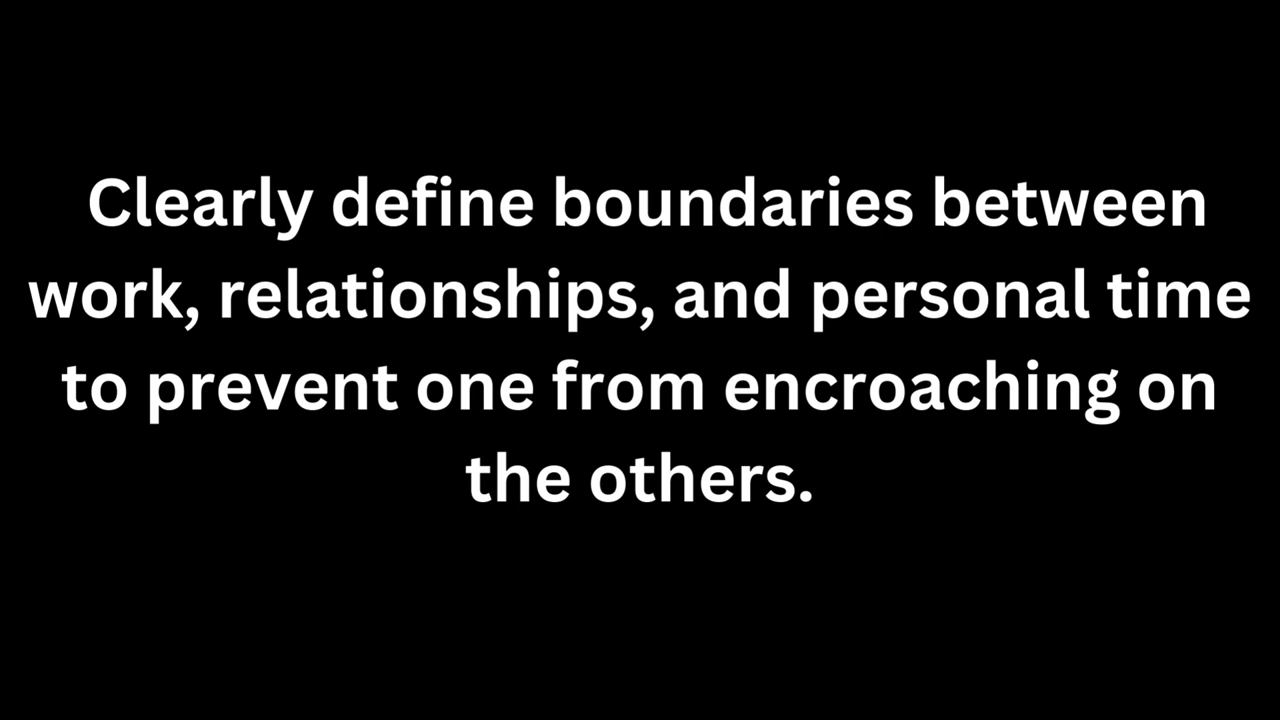 Clearly define boundaries between
work, relationships, and personal time
to prevent one from encroaching on
the others.